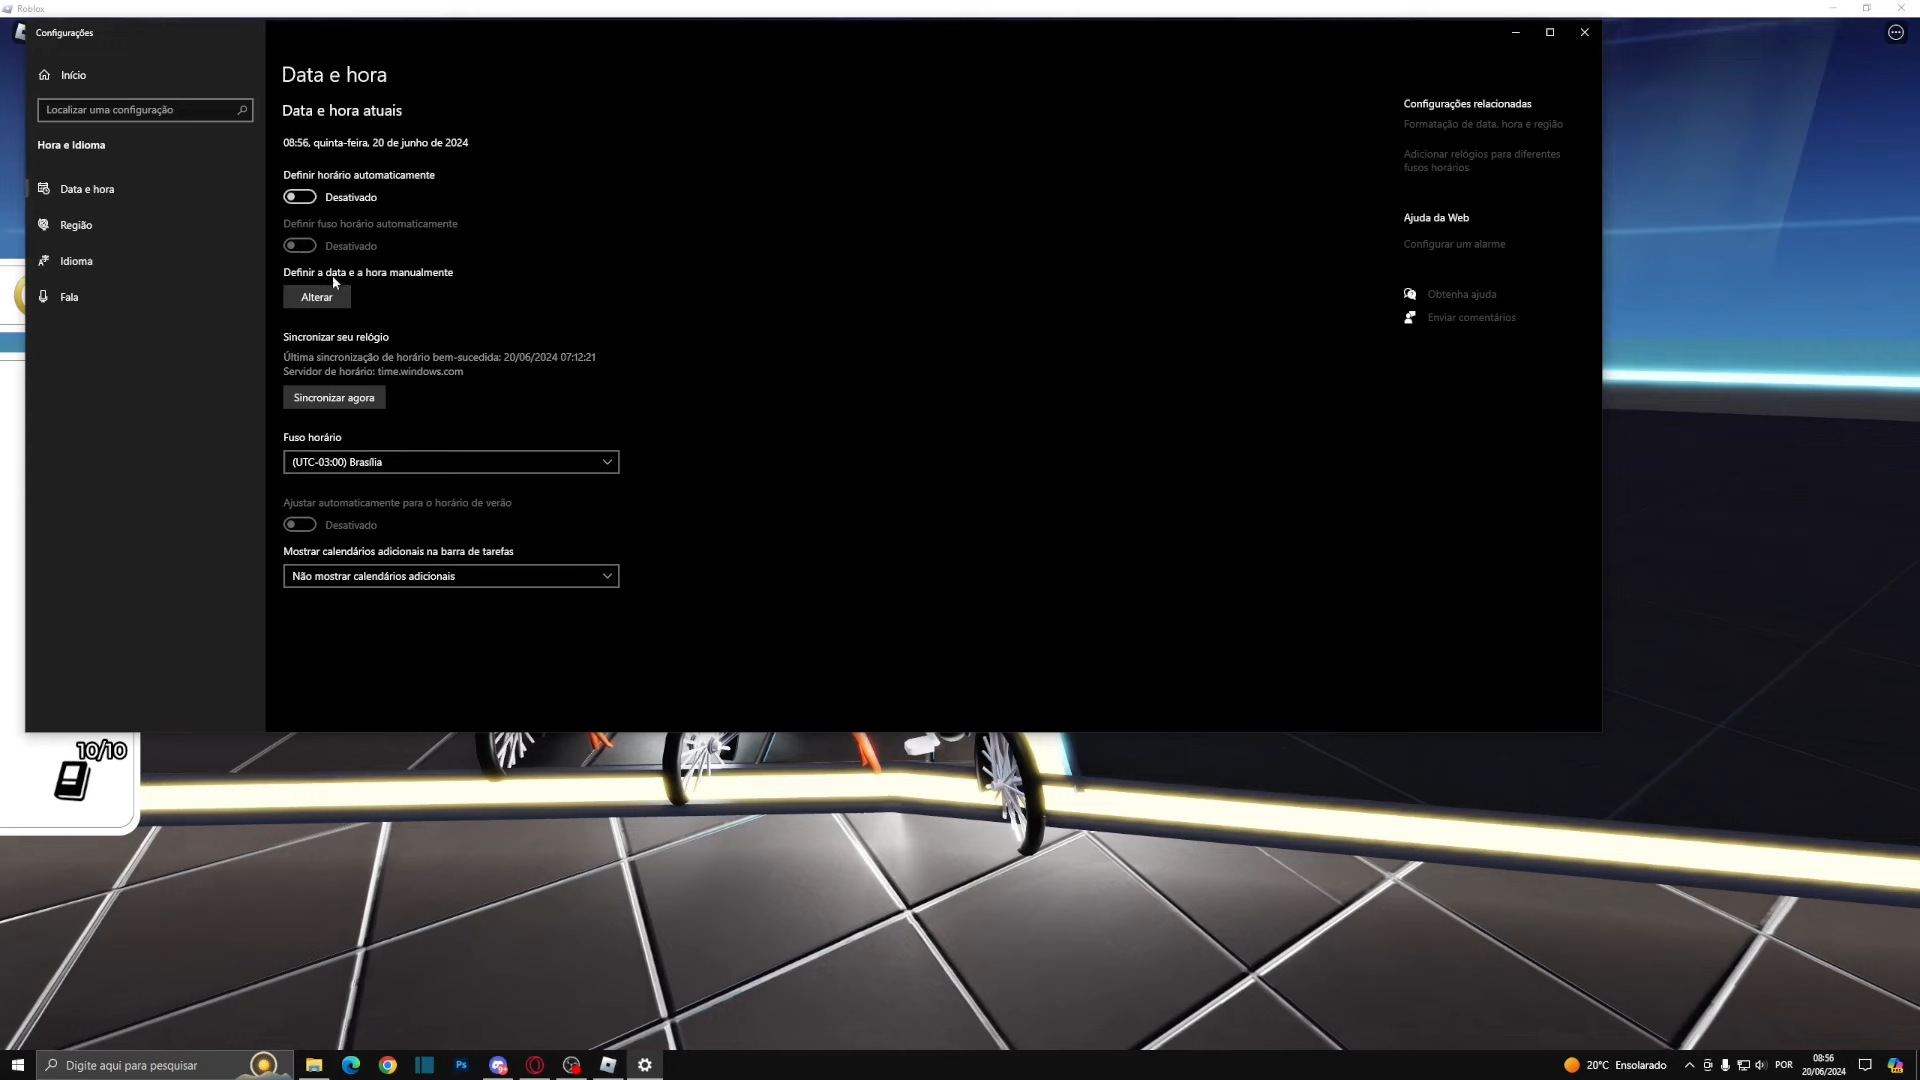 Roblox
Configurações
Início
Localizar uma configuração
Hora e Idioma
Data e hora
Região
Idioma
Fala
Data e hora
Data e hora atuais
08:56, quinta-feira, 20 de junho de 2024
Definir horário automaticamente
Desativado
Definir fuso horário automaticamente
Desativado
Definir a data e a hora manualmente
Alterar
Sincronizar seu relógio
Última sincronização de horário bem-sucedida: 20/06/2024 07:12:21
Servidor de horário: time.windows.com
Sincronizar agora
Fuso horário
(UTC-03:00) Brasília
Ajustar automaticamente para o horário de verão
Desativado
Mostrar calendários adicionais na barra de tarefas
Não mostrar calendários adicionais
Configurações relacionadas
Formatação de data, hora e região
Adicionar relógios para diferentes
fusos horários
Ajuda da Web
Configurar um alarme
Obtenha ajuda
Enviar comentários
10/10
Digite aqui para pesquisar
Ps
20°C Ensolarado
POR
08:56
20/06/2024